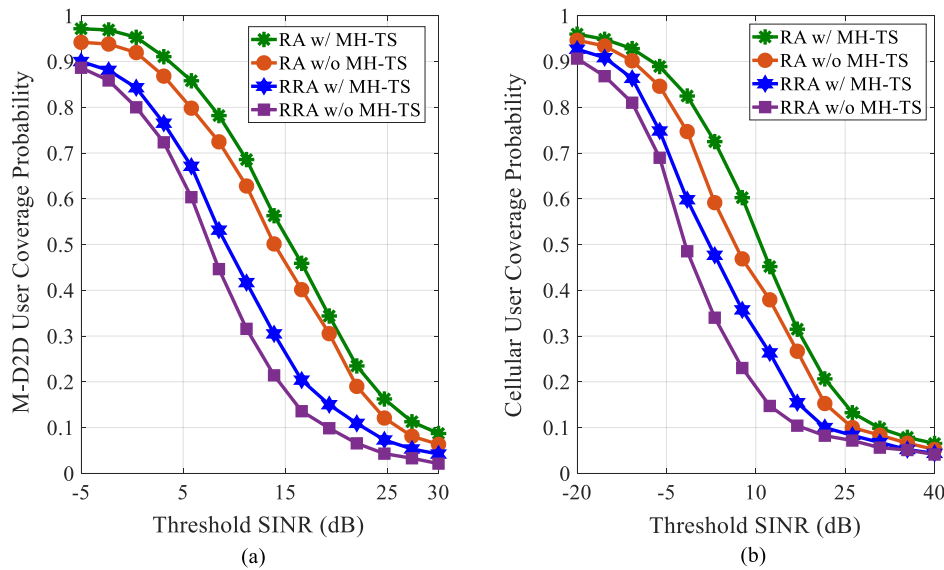 M-D2D User Coverage Probability
1
0.9
0.8
0.7
0.6
0.5
0.4
0.3
0.2
0.1
0
RA w/ MH-TS
RA w/o MH-TS
RRA w/ MH-TS
RRA w/o MH-TS
-5 5 15 25 30
Threshold SINR (dB)
(a)
Cellular User Coverage Probability
1
0.9
0.8
0.7
0.6
0.5
0.4
0.3
0.2
0.1
0
RA w/ MH-TS
RA w/o MH-TS
RRA w/ MH-TS
RRA w/o MH-TS
-20 -5 10 25 40
Threshold SINR (dB)
(b)